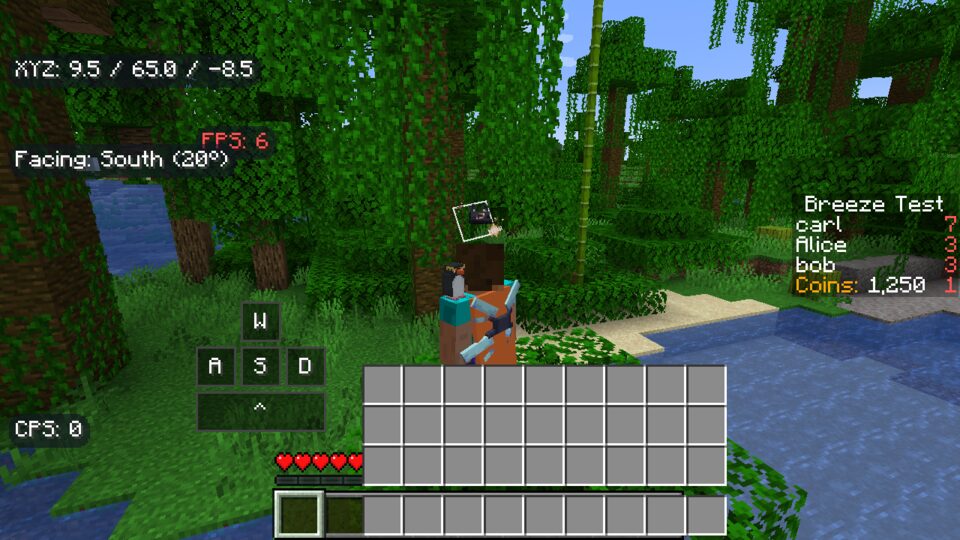 XYZ: 9.5 / 65.0 / -8.5
FPS: 6
Facing: South (20°)
Breeze Test
carl 7
Alice 3
bob 3
Coins: 1,250 1
W
A S D
^
CPS: 0